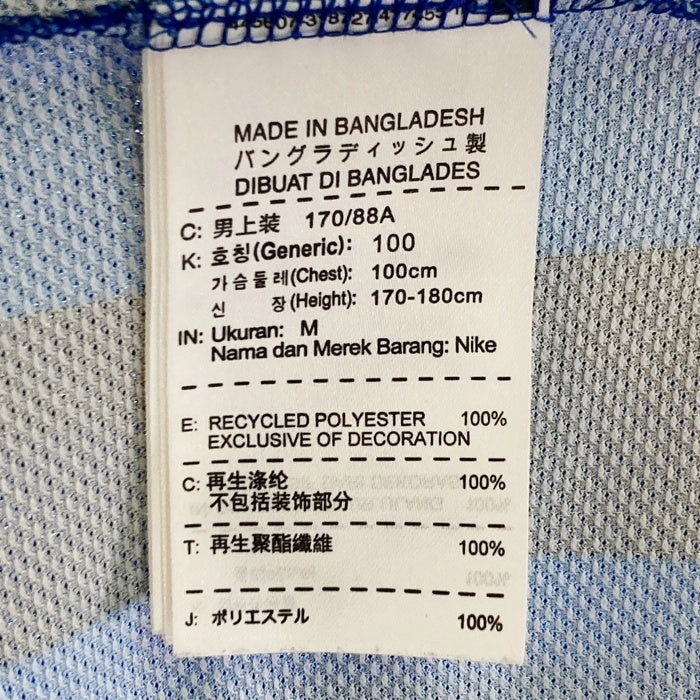 MADE IN BANGLADESH
バングラディッシュ製
DIBUAT DI BANGLADES
C: 男上装 170/88A
K: 호칭(Generic): 100
가슴둘레(Chest): 100cm
신 장(Height): 170-180cm
IN: Ukuran: M
Nama dan Merek Barang: Nike
E: RECYCLED POLYESTER 100%
EXCLUSIVE OF DECORATION
C: 再生涤纶 100%
不包括装饰部分
T: 再生聚酯纖維 100%
J: ポリエステル 100%